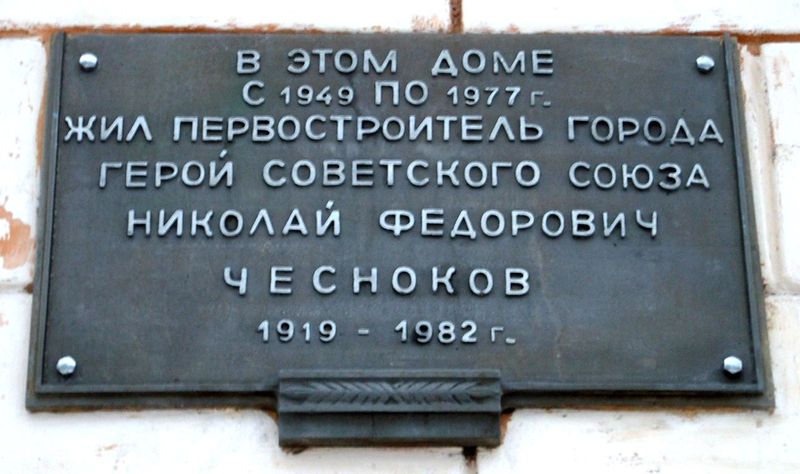 В ЭТОМ ДОМЕ
С 1949 ПО 1977 г.
ЖИЛ ПЕРВОСТРОИТЕЛЬ ГОРОДА
ГЕРОЙ СОВЕТСКОГО СОЮЗА
НИКОЛАЙ ФЕДОРОВИЧ
ЧЕСНОКОВ
1919 - 1982 г.